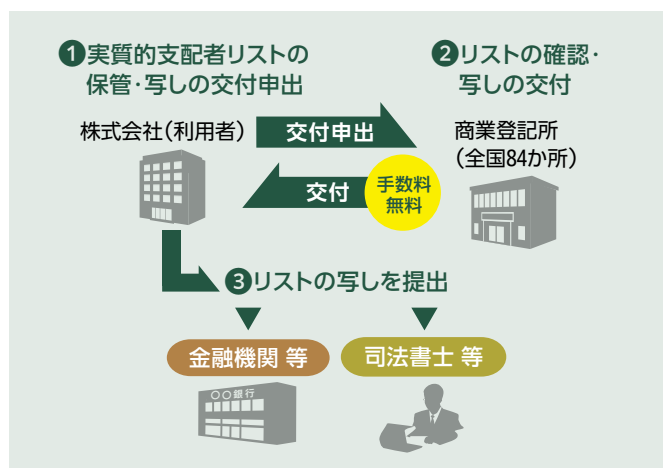 ❶実質的支配者リストの
保管・写しの交付申出
❷リストの確認・
写しの交付
株式会社(利用者)
交付申出
商業登記所
(全国84か所)
交付
手数料
無料
❸リストの写しを提出
金融機関 等
司法書士 等
〇〇銀行